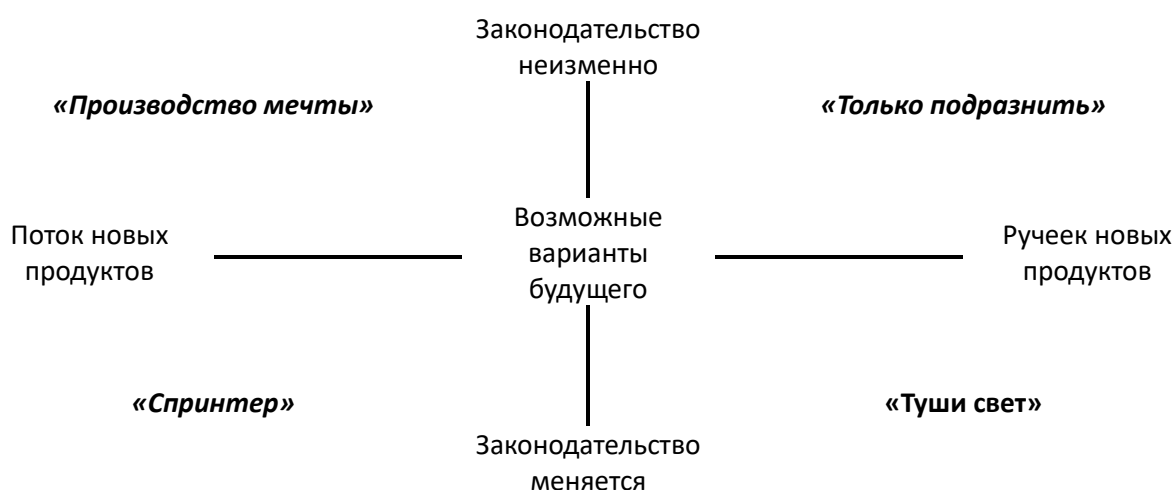 Законодательство
неизменно
«Производство мечты»
«Только подразнить»
Поток новых
продуктов
Возможные
варианты
будущего
Ручеек новых
продуктов
«Спринтер»
«Туши свет»
Законодательство
меняется